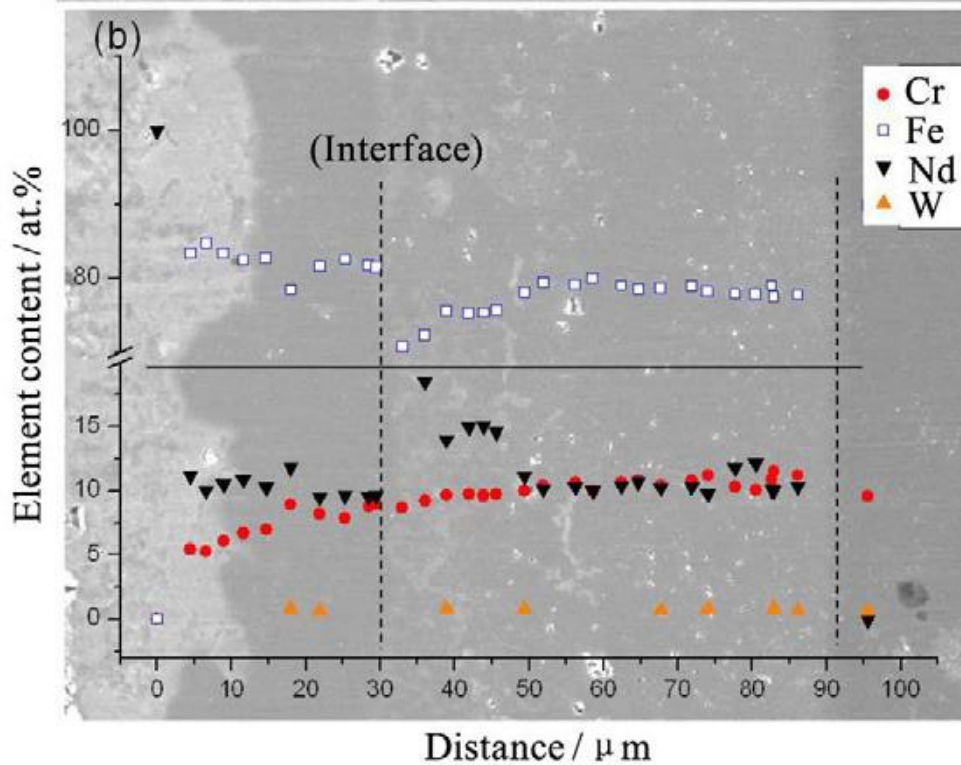 (b)
Cr
Fe
Nd
W
(Interface)
Element content / at.%
100
80
15
10
5
0
0 10 20 30 40 50 60 70 80 90 100
Distance / μm